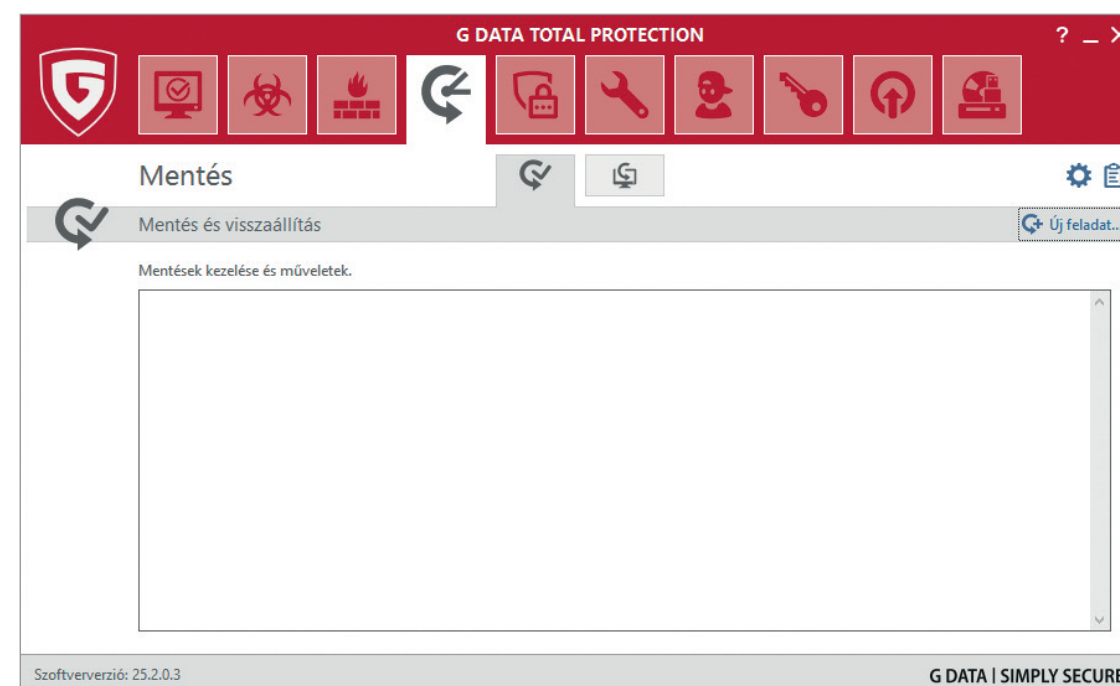 G DATA TOTAL PROTECTION
Mentés
Mentés és visszaállítás
Új feladat...
Mentések kezelése és műveletek.
Szoftververzió: 25.2.0.3
G DATA | SIMPLY SECURE